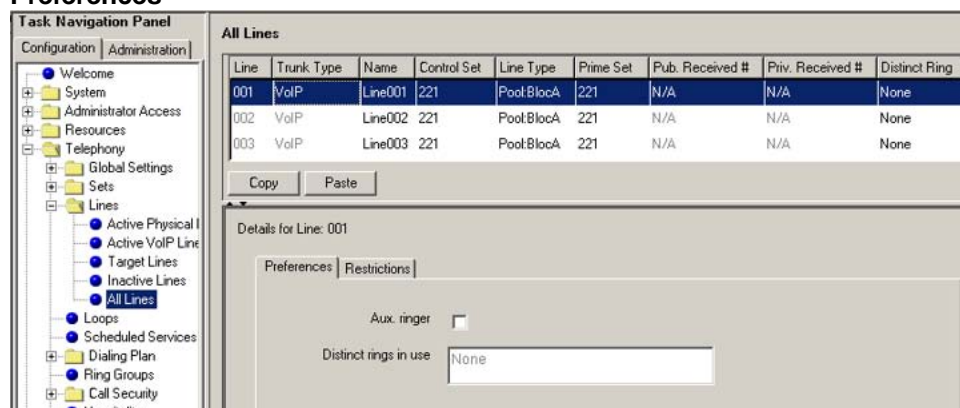 Preferences
Task Navigation Panel
Configuration Administration
Welcome
System
Administrator Access
Resources
Telephony
Global Settings
Sets
Lines
Active Physical
Active VoIP Line
Target Lines
Inactive Lines
All Lines
Loops
Scheduled Services
Dialing Plan
Ring Groups
Call Security
All Lines
Line Trunk Type Name Control Set Line Type Prime Set Pub. Received # Priv. Received # Distinct Ring
001 VoIP Line001 221 Pool:BlocA 221 N/A N/A None
002 VoIP Line002 221 Pool:BlocA 221 N/A N/A None
003 VoIP Line003 221 Pool:BlocA 221 N/A N/A None
Copy Paste
Details for Line: 001
Preferences Restrictions
Aux. ringer
Distinct rings in use None